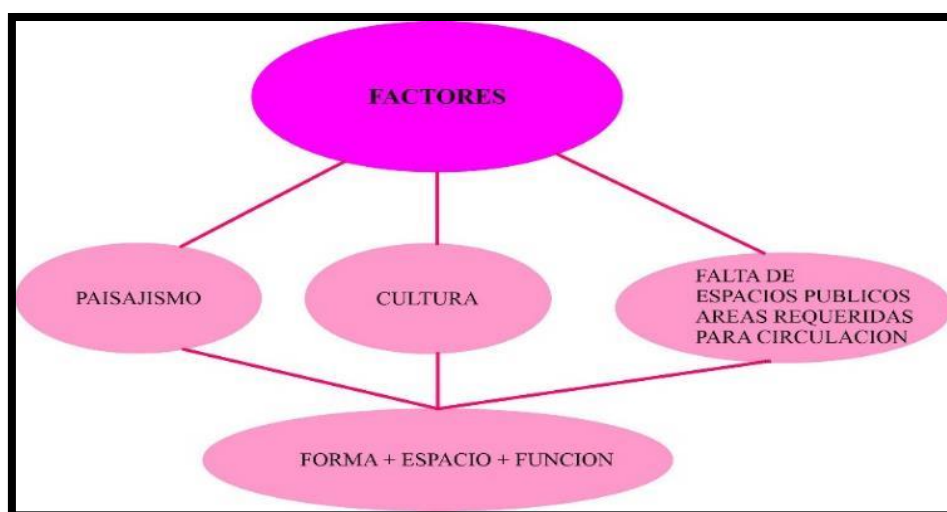 FACTORES
PAISAJISMO
CULTURA
FALTA DE
ESPACIOS PUBLICOS
AREAS REQUERIDAS
PARA CIRCULACION
FORMA + ESPACIO + FUNCION